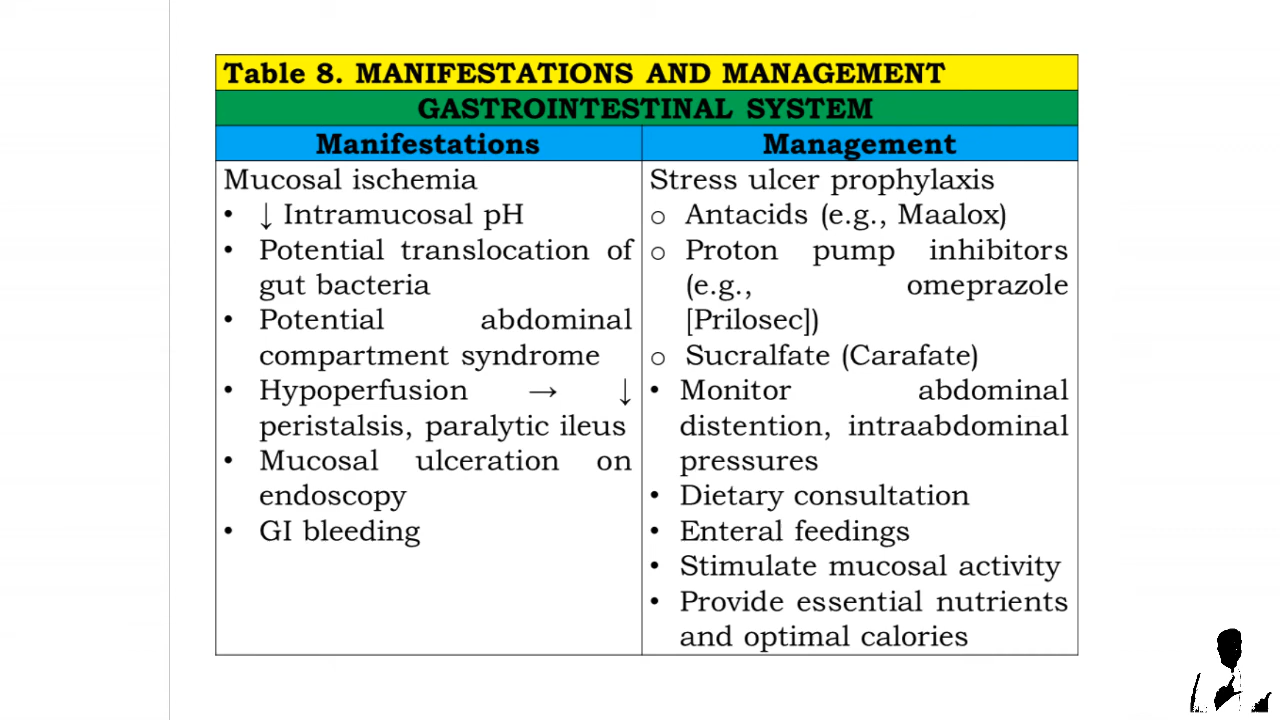 Table 8. MANIFESTATIONS AND MANAGEMENT
GASTROINTESTINAL SYSTEM
Manifestations
Management
Mucosal ischemia
• ↓ Intramucosal pH
• Potential translocation of
gut bacteria
• Potential abdominal
compartment syndrome
• Hypoperfusion → ↓
peristalsis, paralytic ileus
• Mucosal ulceration on
endoscopy
• GI bleeding
Stress ulcer prophylaxis
o Antacids (e.g., Maalox)
o Proton pump inhibitors
(e.g., omeprazole
[Prilosec])
o Sucralfate (Carafate)
• Monitor abdominal
distention, intraabdominal
pressures
• Dietary consultation
• Enteral feedings
• Stimulate mucosal activity
• Provide essential nutrients
and optimal calories